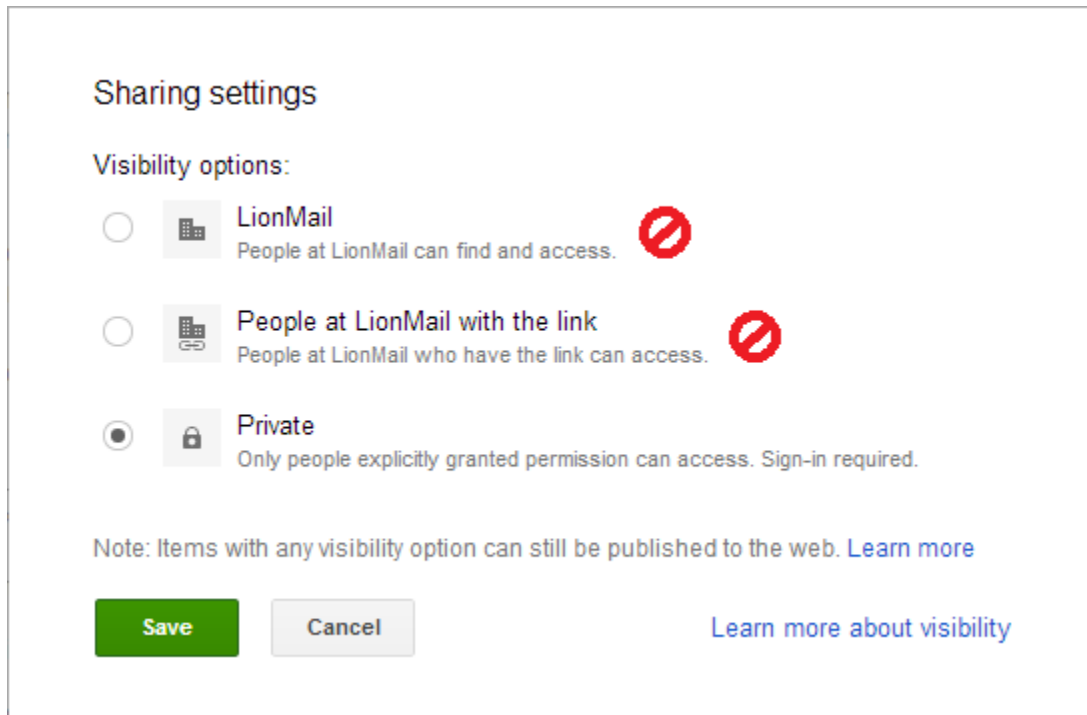 Sharing settings
Visibility options:
LionMail
People at LionMail can find and access.
People at LionMail with the link
People at LionMail who have the link can access.
Private
Only people explicitly granted permission can access. Sign-in required.
Note: Items with any visibility option can still be published to the web. Learn more
Save Cancel Learn more about visibility